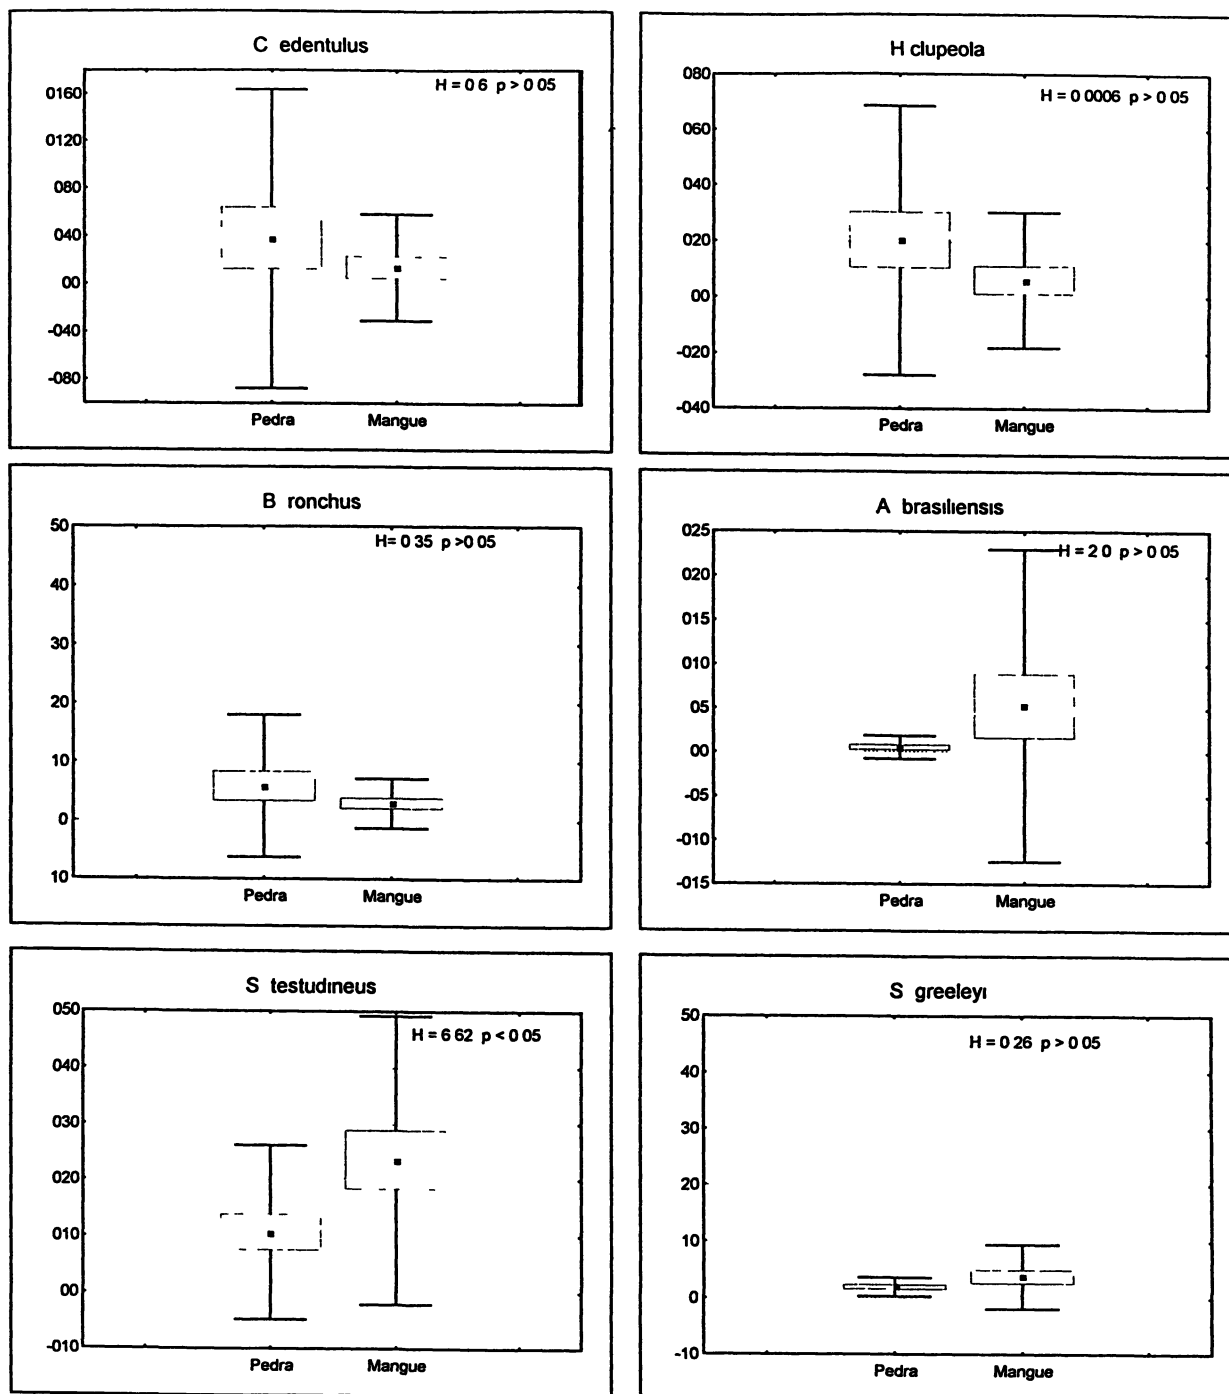 C edentulus
H = 0 6 p > 0 05
0160
0120
080
040
00
-040
-080
Pedra Mangue
H clupeola
H = 0 0006 p > 0 05
080
060
040
020
00
-020
-040
Pedra Mangue
B ronchus
H= 0 35 p >0 05
50
40
30
20
10
0
10
Pedra Mangue
A brasiliensis
H = 2 0 p > 0 05
025
020
015
010
05
00
-05
-010
-015
Pedra Mangue
S testudineus
H = 6 62 p < 0 05
050
040
030
020
010
00
-010
Pedra Mangue
S greeleyi
H = 0 26 p > 0 05
50
40
30
20
10
0
-10
Pedra Mangue